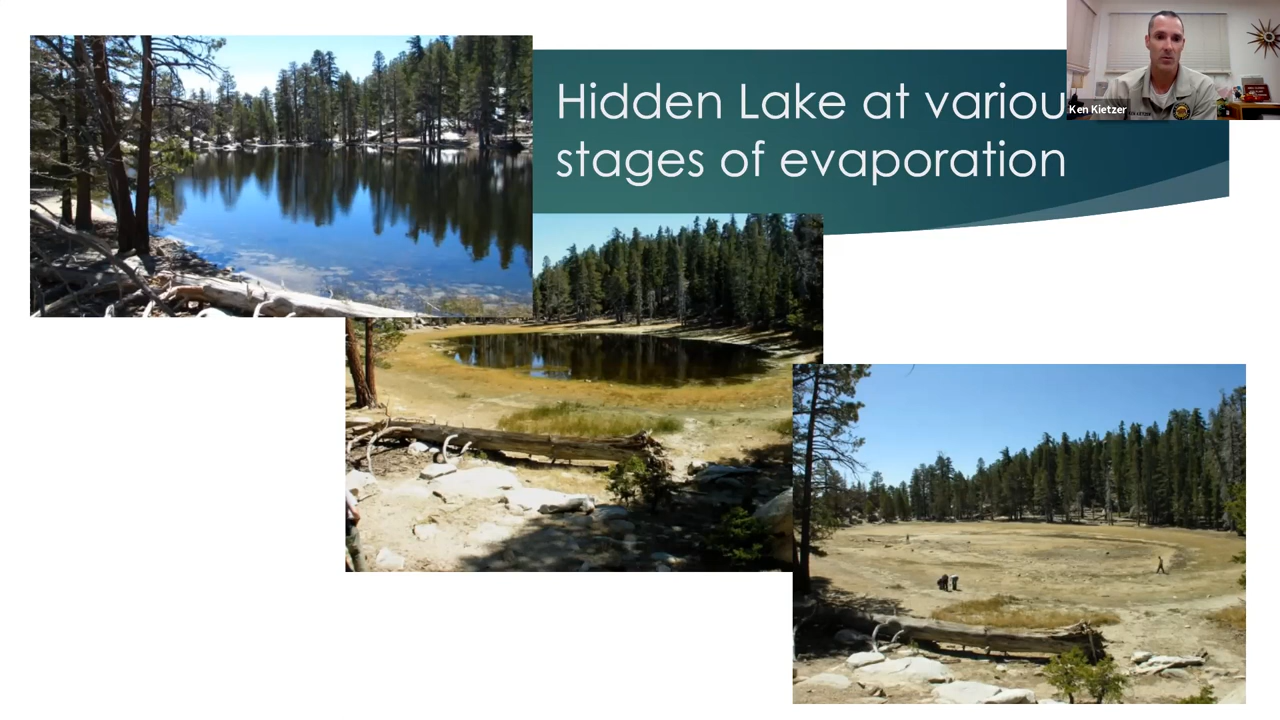 Hidden Lake at variou
stages of evaporation
Ken Kietzer